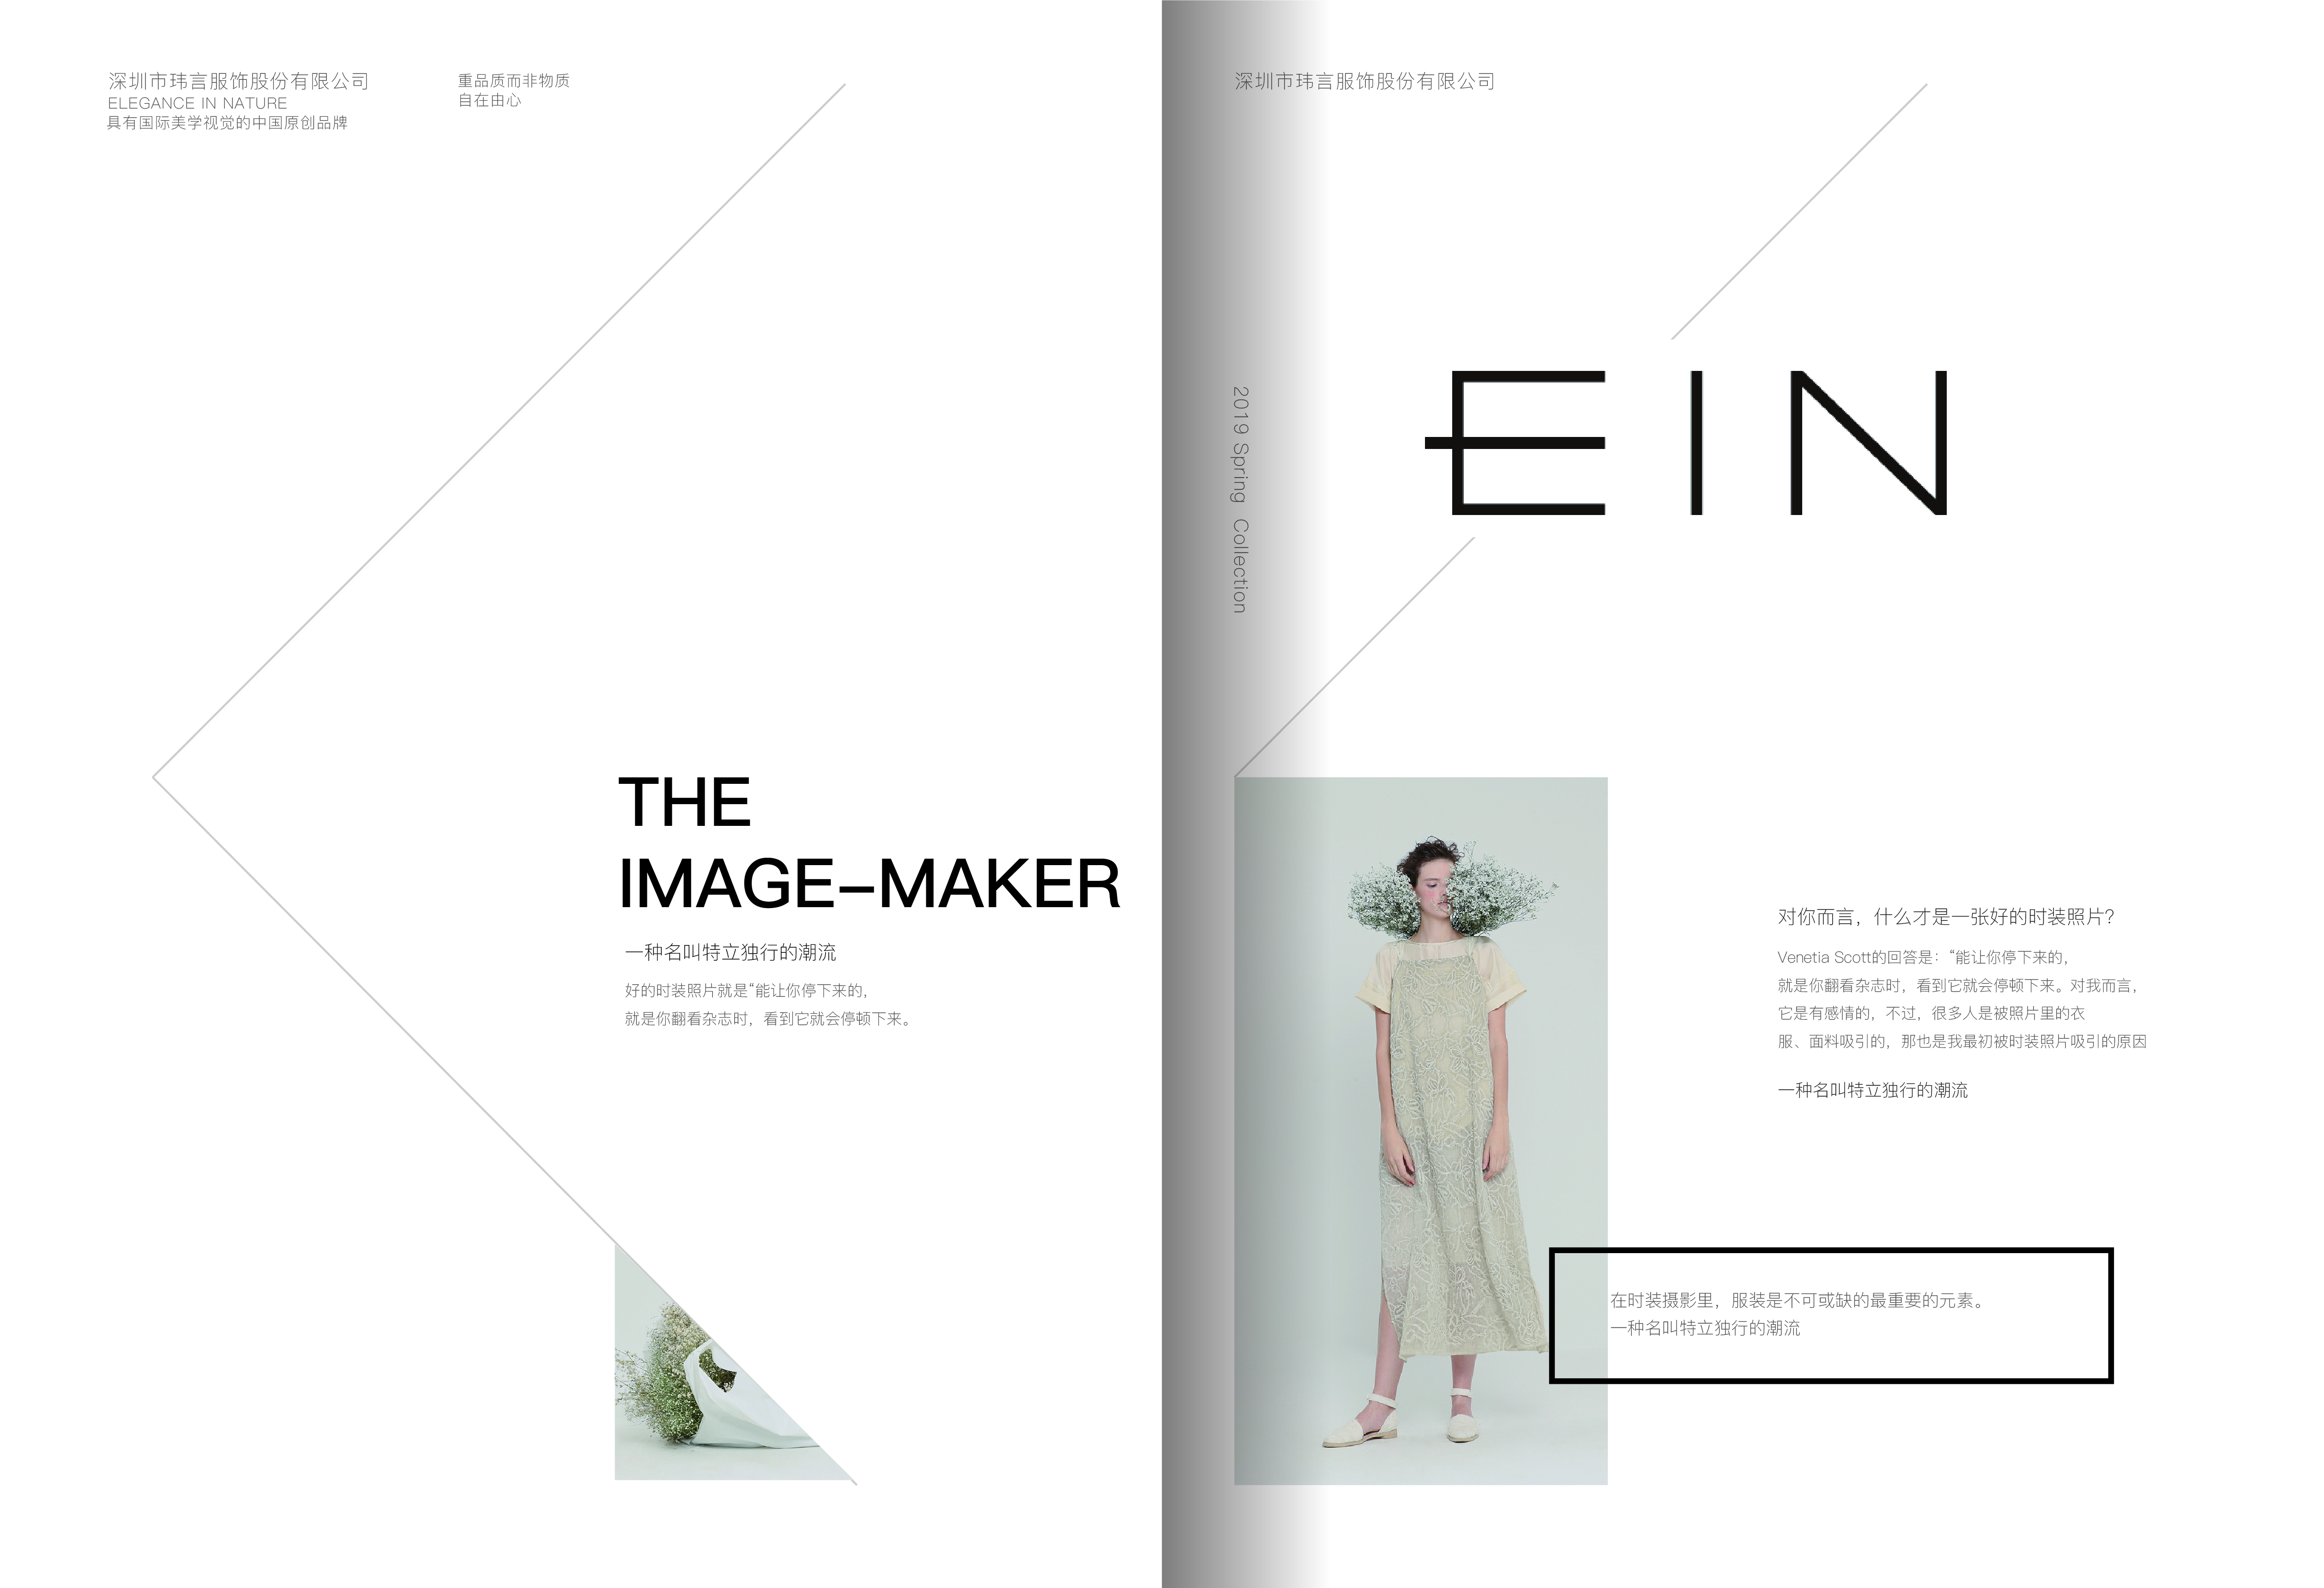 深圳市玮言服饰股份有限公司
ELEGANCE IN NATURE
具有国际美学视觉的中国原创品牌
重品质而非物质
自在由心
THE
IMAGE-MAKER
一种名叫特立独行的潮流
好的时装照片就是“能让你停下来的,
就是你翻看杂志时，看到它就会停顿下来。
深圳市玮言服饰股份有限公司
2019 Spring Collection
EIN
对你而言，什么才是一张好的时装照片？
Venetia Scott的回答是：“能让你停下来的,
就是你翻看杂志时，看到它就会停顿下来。对我而言，
它是有感情的，不过，很多人是被照片里的衣
服、面料吸引的，那也是我最初被时装照片吸引的原因
一种名叫特立独行的潮流
在时装摄影里，服装是不可或缺的最重要的元素。
一种名叫特立独行的潮流